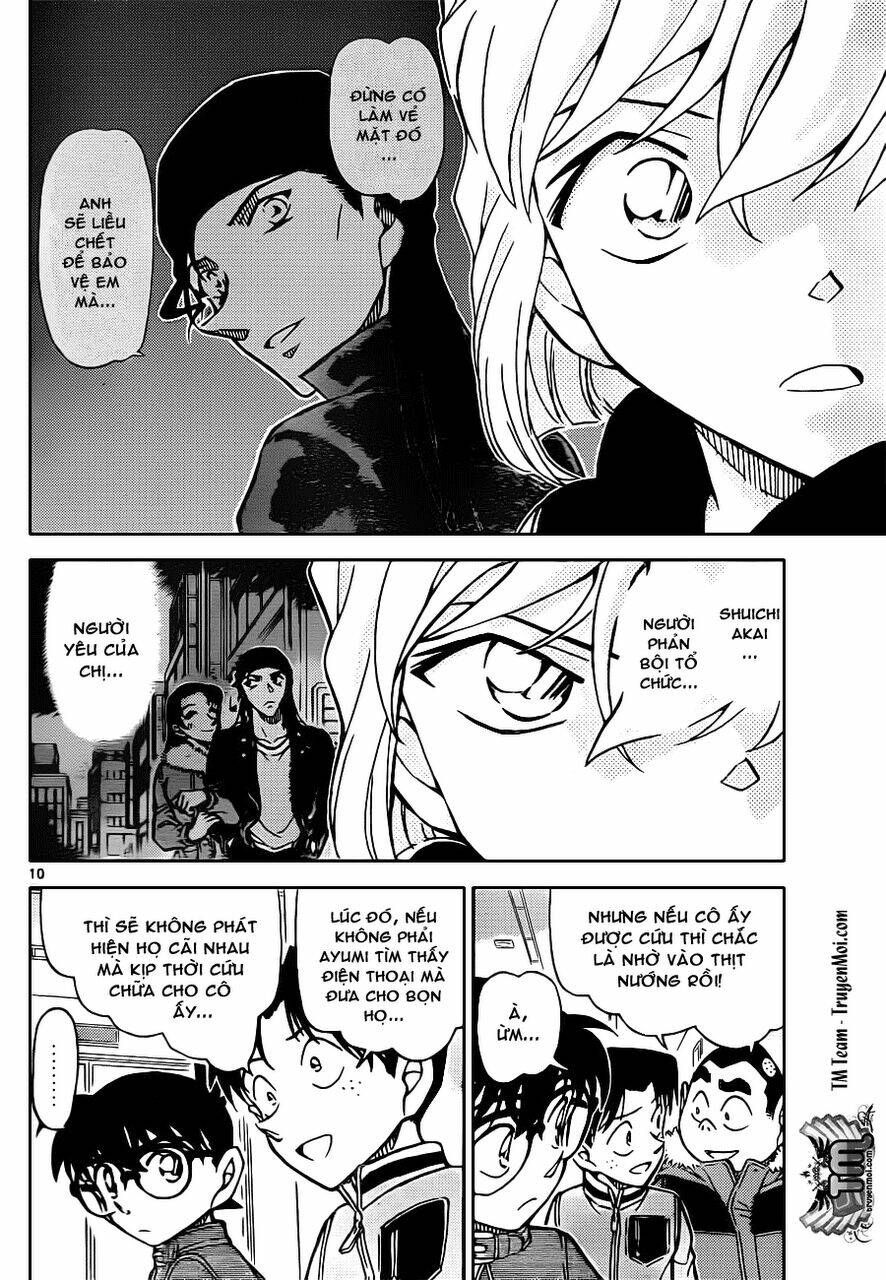 ĐỪNG CÓ
LÀM VẺ
MẶT ĐÓ
...
ANH
SẼ LIỀU
CHẾT
ĐỂ BẢO
VỆ EM
MÀ...
SHUICHI
AKAI
...
NGƯỜI
PHẢN
BỘI TỔ
CHỨC...
NGƯỜI
YÊU CỦA
CHỊ...
10
LÚC ĐÓ, NẾU
KHÔNG PHẢI
AYUMI TÌM THẤY
ĐIỆN THOẠI MÀ
ĐƯA CHO BỌN
HỌ...
THÌ SẼ KHÔNG PHÁT
HIỆN HỌ CÃI NHAU
MÀ KỊP THỜI CỨU
CHỮA CHO CÔ
ẤY...
.......
NHƯNG NẾU CÔ ẤY
ĐƯỢC CỨU THÌ CHẮC
LÀ NHỜ VÀO THỊT
NƯỚNG RỒI!
À,
ỪM...
TM Team - TruyenMoi.com
TM
truyenmoi.com